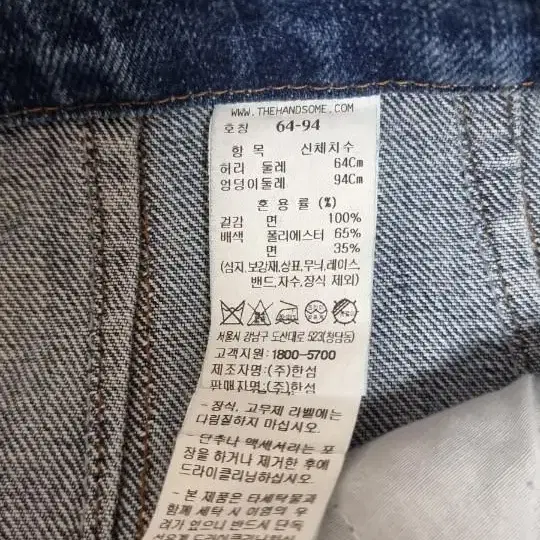 WWW.THEHANDSOME.COM
호칭 64-94
항 목 신체치수
허리 둘레 64Cm
엉덩이둘레 94Cm
혼 용 률 (%)
겉감 면 100%
배색 폴리에스터 65%
면 35%
(심지,보강재,상표,무늬,레이스,
밴드,자수,장식 제외)
서울시 강남구 도산대로 523(청담동)
고객지원:1800-5700
제조자명:(주)한섬
판매자명:(주)한섬
- 장식, 고무제 라벨에는
다림질하지 마십시오.
- 단추나 액세서리는 포
장을 하거나 제거한 후에
드라이클리닝하십시오.
- 본 제품은 타세탁물과
함께 세탁 시 이염의 우
려가 있으니 반드시 단독
드라이클리닝